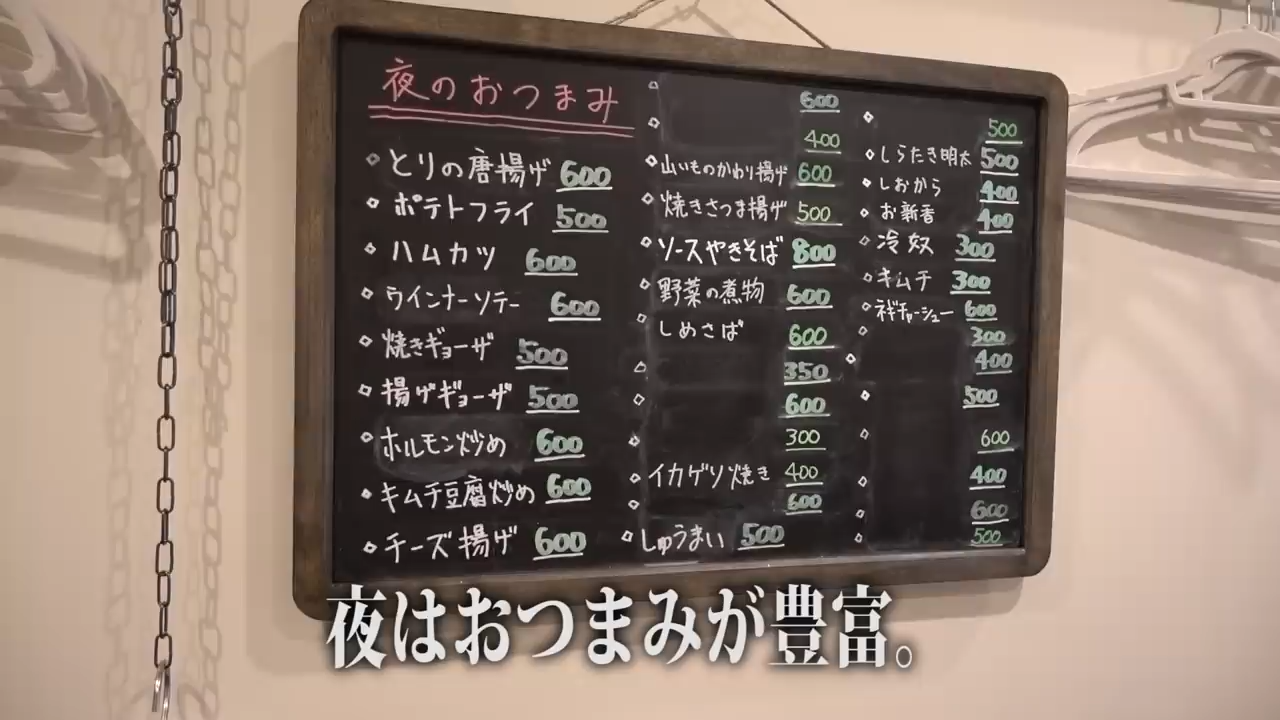 夜のおつまみ
とりの唐揚げ 600
ポテトフライ 500
ハムカツ 600
ウインナーソテー 600
焼きギョーザ 500
揚げギョーザ 500
ホルモン炒め 600
キムチ豆腐炒め 600
チーズ揚げ 600
600
400
山いものかわり揚げ 600
焼きさつま揚げ 500
ソースやきそば 800
野菜の煮物 600
しめさば 600
350
600
300
イカゲソ焼き 400
600
しゅうまい 500
500
しらたき明太 500
しおから 400
お新香 400
冷奴 300
キムチ 300
チャーシュー 600
300
400
500
600
400
600
500
夜はおつまみが豊富。